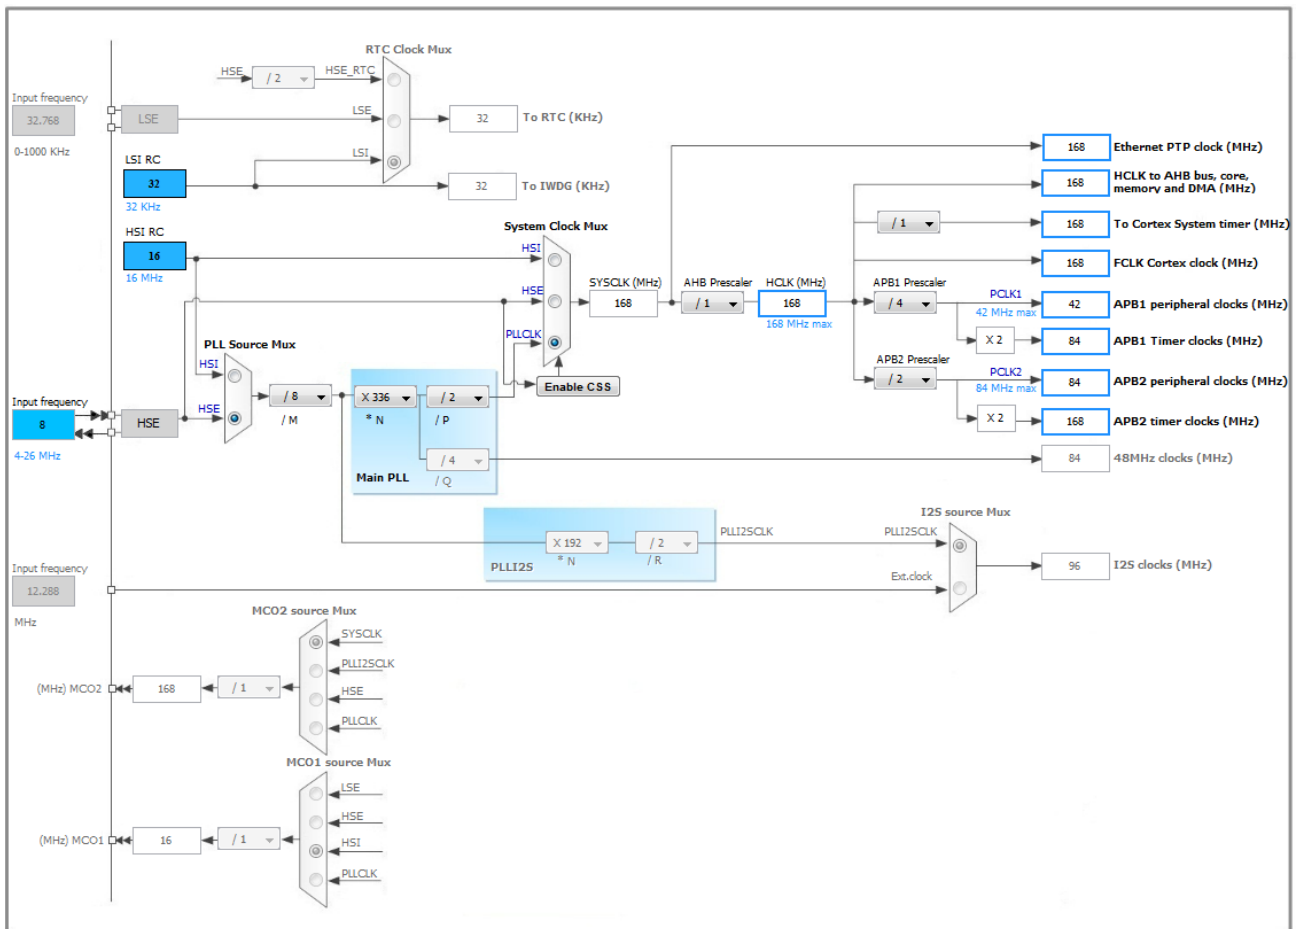 RTC Clock Mux
HSE
/ 2
HSE_RTC
Input frequency
32.768
0-1000 KHz
LSE
LSE
32
To RTC (KHz)
LSI RC
32
32 KHz
LSI
32
To IWDG (KHz)
HSI RC
16
16 MHz
System Clock Mux
HSI
HSE
PLLCLK
SYSCLK (MHz)
168
AHB Prescaler
/ 1
HCLK (MHz)
168
168 MHz max
168
Ethernet PTP clock (MHz)
168
HCLK to AHB bus, core,
memory and DMA (MHz)
/ 1
168
To Cortex System timer (MHz)
168
FCLK Cortex clock (MHz)
APB1 Prescaler
/ 4
PCLK1
42 MHz max
42
APB1 peripheral clocks (MHz)
X 2
84
APB1 Timer clocks (MHz)
APB2 Prescaler
/ 2
PCLK2
84 MHz max
84
APB2 peripheral clocks (MHz)
X 2
168
APB2 timer clocks (MHz)
PLL Source Mux
HSI
HSE
Input frequency
8
4-26 MHz
HSE
/ 8
/ M
X 336
* N
/ 2
/ P
Enable CSS
/ 4
/ Q
Main PLL
84
48MHz clocks (MHz)
X 192
* N
/ 2
/ R
PLLI2S
PLLI2SCLK
I2S source Mux
PLLI2SCLK
Ext.clock
96
I2S clocks (MHz)
Input frequency
12.288
MHz
MCO2 source Mux
SYSCLK
PLLI2SCLK
HSE
PLLCLK
(MHz) MCO2
168
/ 1
MCO1 source Mux
LSE
HSE
HSI
PLLCLK
(MHz) MCO1
16
/ 1